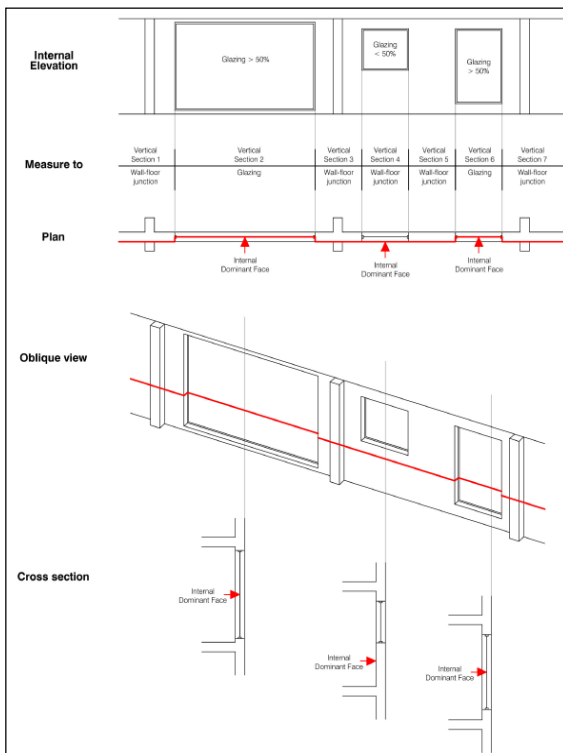 Internal
Elevation
Glazing > 50%
Glazing
< 50%
Glazing
> 50%
Measure to
Vertical
Section 1
Vertical
Section 2
Vertical
Section 3
Vertical
Section 4
Vertical
Section 5
Vertical
Section 6
Vertical
Section 7
Wall-floor
junction
Glazing
Wall-floor
junction
Wall-floor
junction
Wall-floor
junction
Glazing
Wall-floor
junction
Plan
Internal
Dominant Face
Internal
Dominant Face
Internal
Dominant Face
Oblique view
Cross section
Internal
Dominant Face
Internal
Dominant Face
Internal
Dominant Face